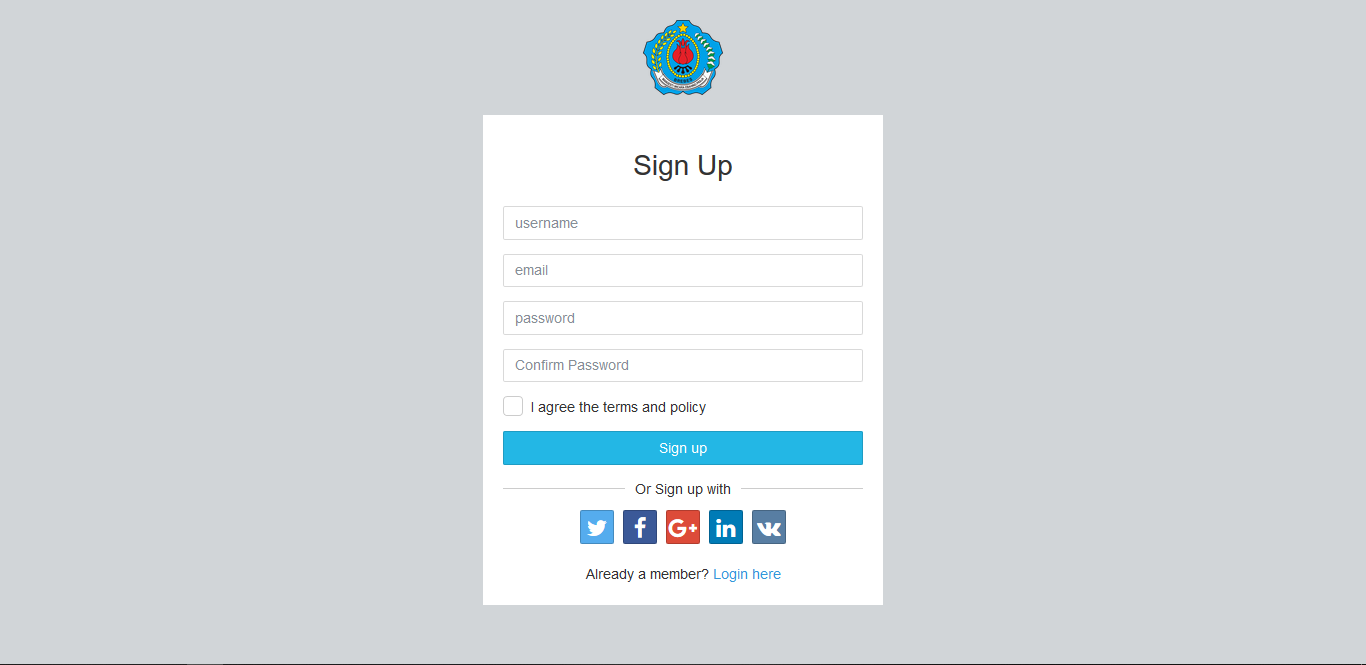 Sign Up
username
email
password
Confirm Password
I agree the terms and policy
Sign up
Or Sign up with
G+
in
Already a member? Login here